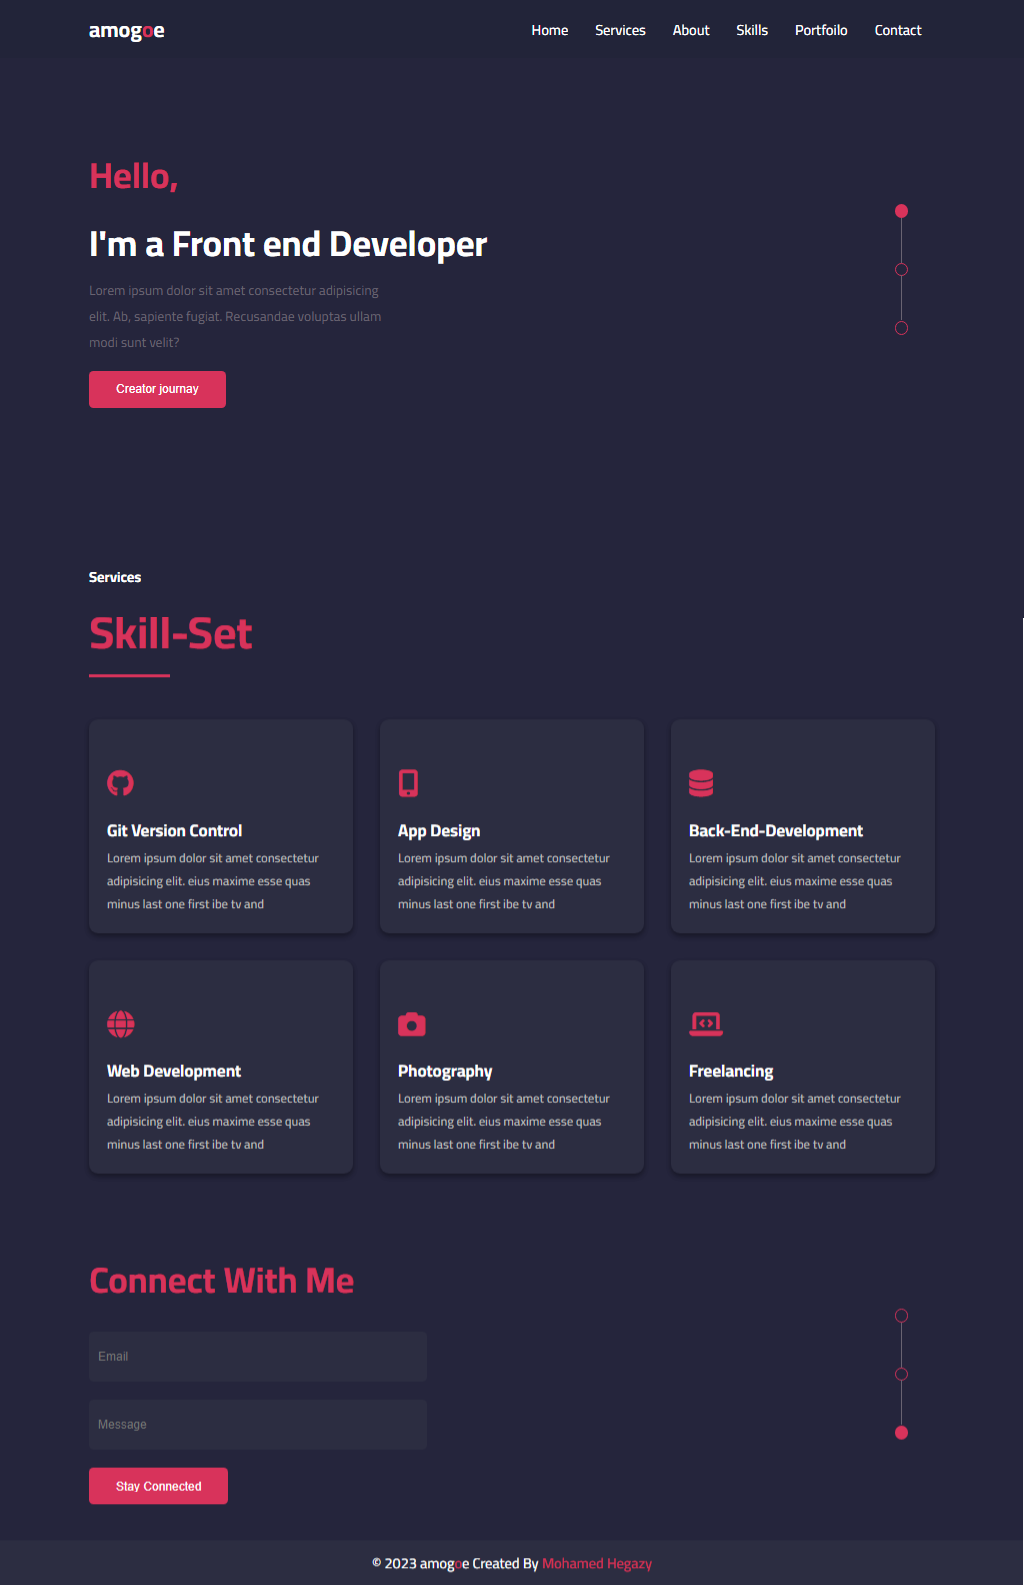 amogoe
Home Services About Skills Portfoilo Contact
Hello,
I'm a Front end Developer
Lorem ipsum dolor sit amet consectetur adipisicing
elit. Ab, sapiente fugiat. Recusandae voluptas ullam
modi sunt velit?
Creator journay
Services
Skill-Set
Git Version Control
Lorem ipsum dolor sit amet consectetur
adipisicing elit. eius maxime esse quas
minus last one first ibe tv and
App Design
Lorem ipsum dolor sit amet consectetur
adipisicing elit. eius maxime esse quas
minus last one first ibe tv and
Back-End-Development
Lorem ipsum dolor sit amet consectetur
adipisicing elit. eius maxime esse quas
minus last one first ibe tv and
Web Development
Lorem ipsum dolor sit amet consectetur
adipisicing elit. eius maxime esse quas
minus last one first ibe tv and
Photography
Lorem ipsum dolor sit amet consectetur
adipisicing elit. eius maxime esse quas
minus last one first ibe tv and
Freelancing
Lorem ipsum dolor sit amet consectetur
adipisicing elit. eius maxime esse quas
minus last one first ibe tv and
Connect With Me
Email
Message
Stay Connected
© 2023 amogoe Created By Mohamed Hegazy